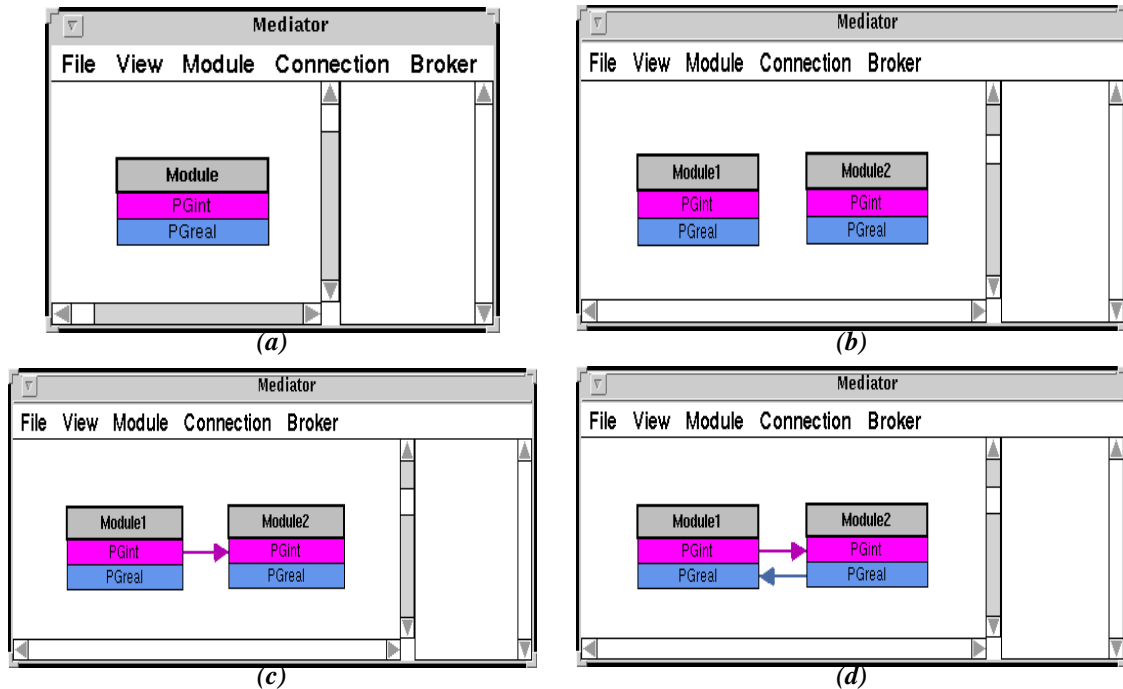 Mediator
File View Module Connection Broker
Module
PGint
PGreal
(a)
Mediator
File View Module Connection Broker
Module1 Module2
PGint PGint
PGreal PGreal
(b)
Mediator
File View Module Connection Broker
Module1 Module2
PGint PGint
PGreal PGreal
(c)
Mediator
File View Module Connection Broker
Module1 Module2
PGint PGint
PGreal PGreal
(d)